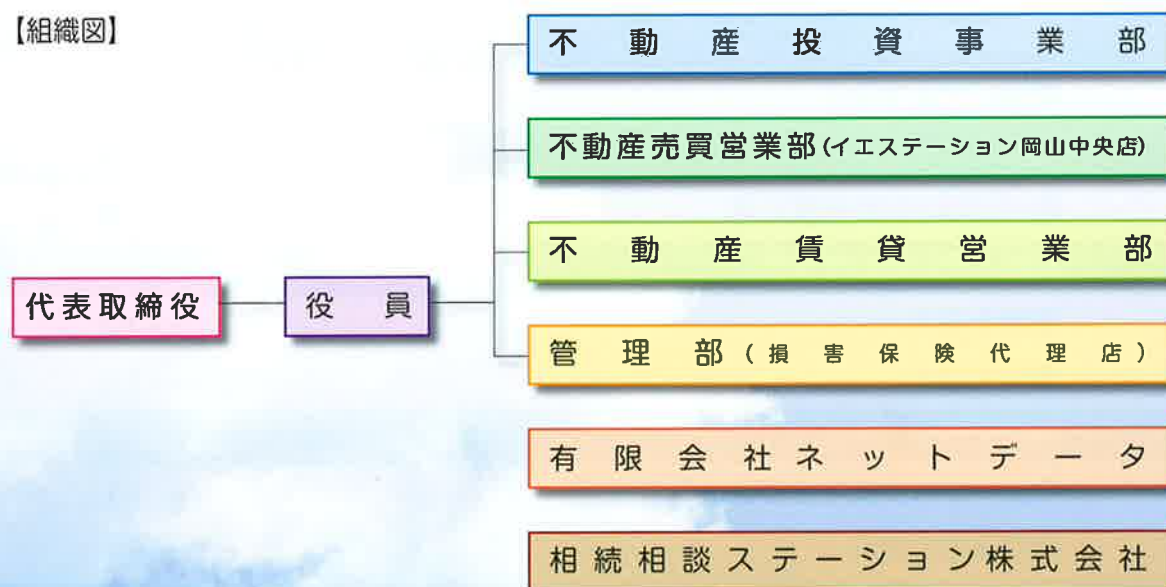 【組織図】
不動産投資事業部
不動産売買営業部(イエステーション岡山中央店)
不動産賃貸営業部
代表取締役
役員
管理部(損害保険代理店)
有限会社ネットデータ
相続相談ステーション株式会社